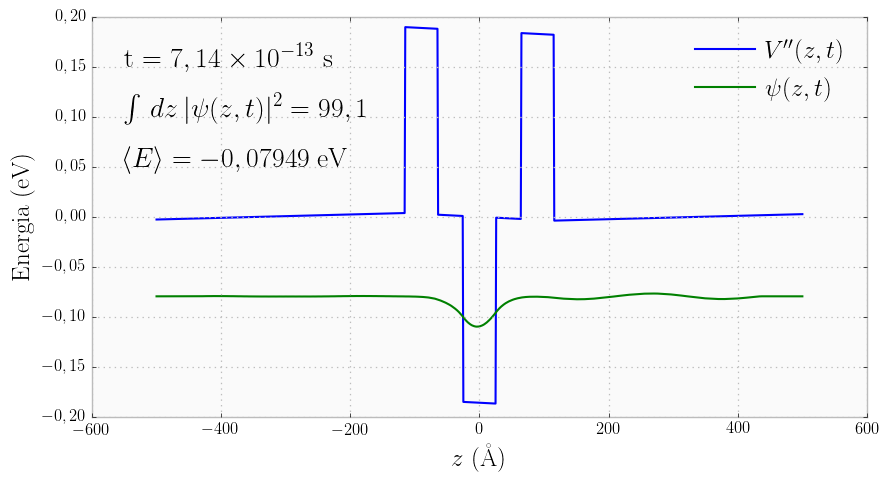 t = 7,14 × 10⁻¹³ s
∫ dz |ψ(z, t)|² = 99,1
⟨E⟩ = −0,07949 eV
V′′(z, t)
ψ(z, t)
Energia (eV)
0,20
0,15
0,10
0,05
0,00
−0,05
−0,10
−0,15
−0,20
−600 −400 −200 0 200 400 600
z (Å)